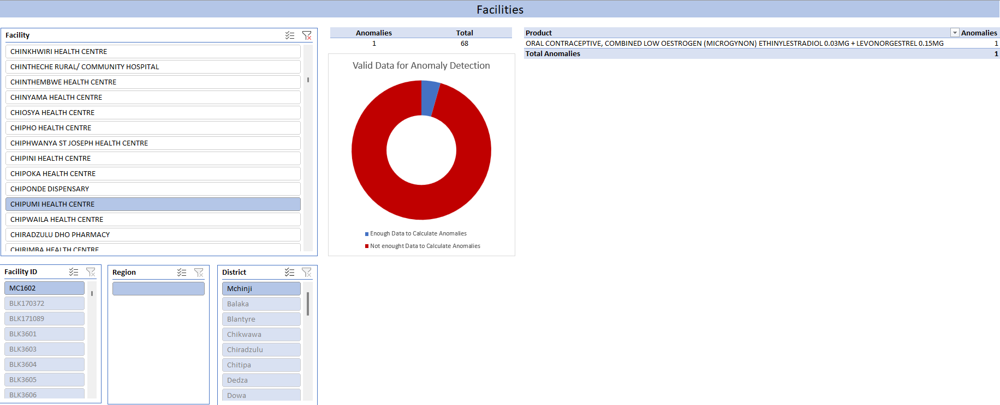 Facilities
Facility
CHINKHWIRI HEALTH CENTRE
CHINTHECHE RURAL/ COMMUNITY HOSPITAL
CHINTHEMBWE HEALTH CENTRE
CHINYAMA HEALTH CENTRE
CHIOSYA HEALTH CENTRE
CHIPHO HEALTH CENTRE
CHIPHWANYA ST JOSEPH HEALTH CENTRE
CHIPINI HEALTH CENTRE
CHIPOKA HEALTH CENTRE
CHIPONDE DISPENSARY
CHIPUMI HEALTH CENTRE
CHIPWAILA HEALTH CENTRE
CHIRADZULU DHO PHARMACY
CHIRIMBA HEALTH CENTRE
Anomalies Total
1 68
Valid Data for Anomaly Detection
Enough Data to Calculate Anomalies
Not enought Data to Calculate Anomalies
Product Anomalies
ORAL CONTRACEPTIVE, COMBINED LOW OESTROGEN (MICROGYNON) ETHINYLESTRADIOL 0.03MG + LEVONORGESTREL 0.15MG 1
Total Anomalies 1
Facility ID
MC1602
BLK170372
BLK171089
BLK3601
BLK3603
BLK3604
BLK3605
BLK3606
Region
District
Mchinji
Balaka
Blantyre
Chikwawa
Chiradzulu
Chitipa
Dedza
Dowa